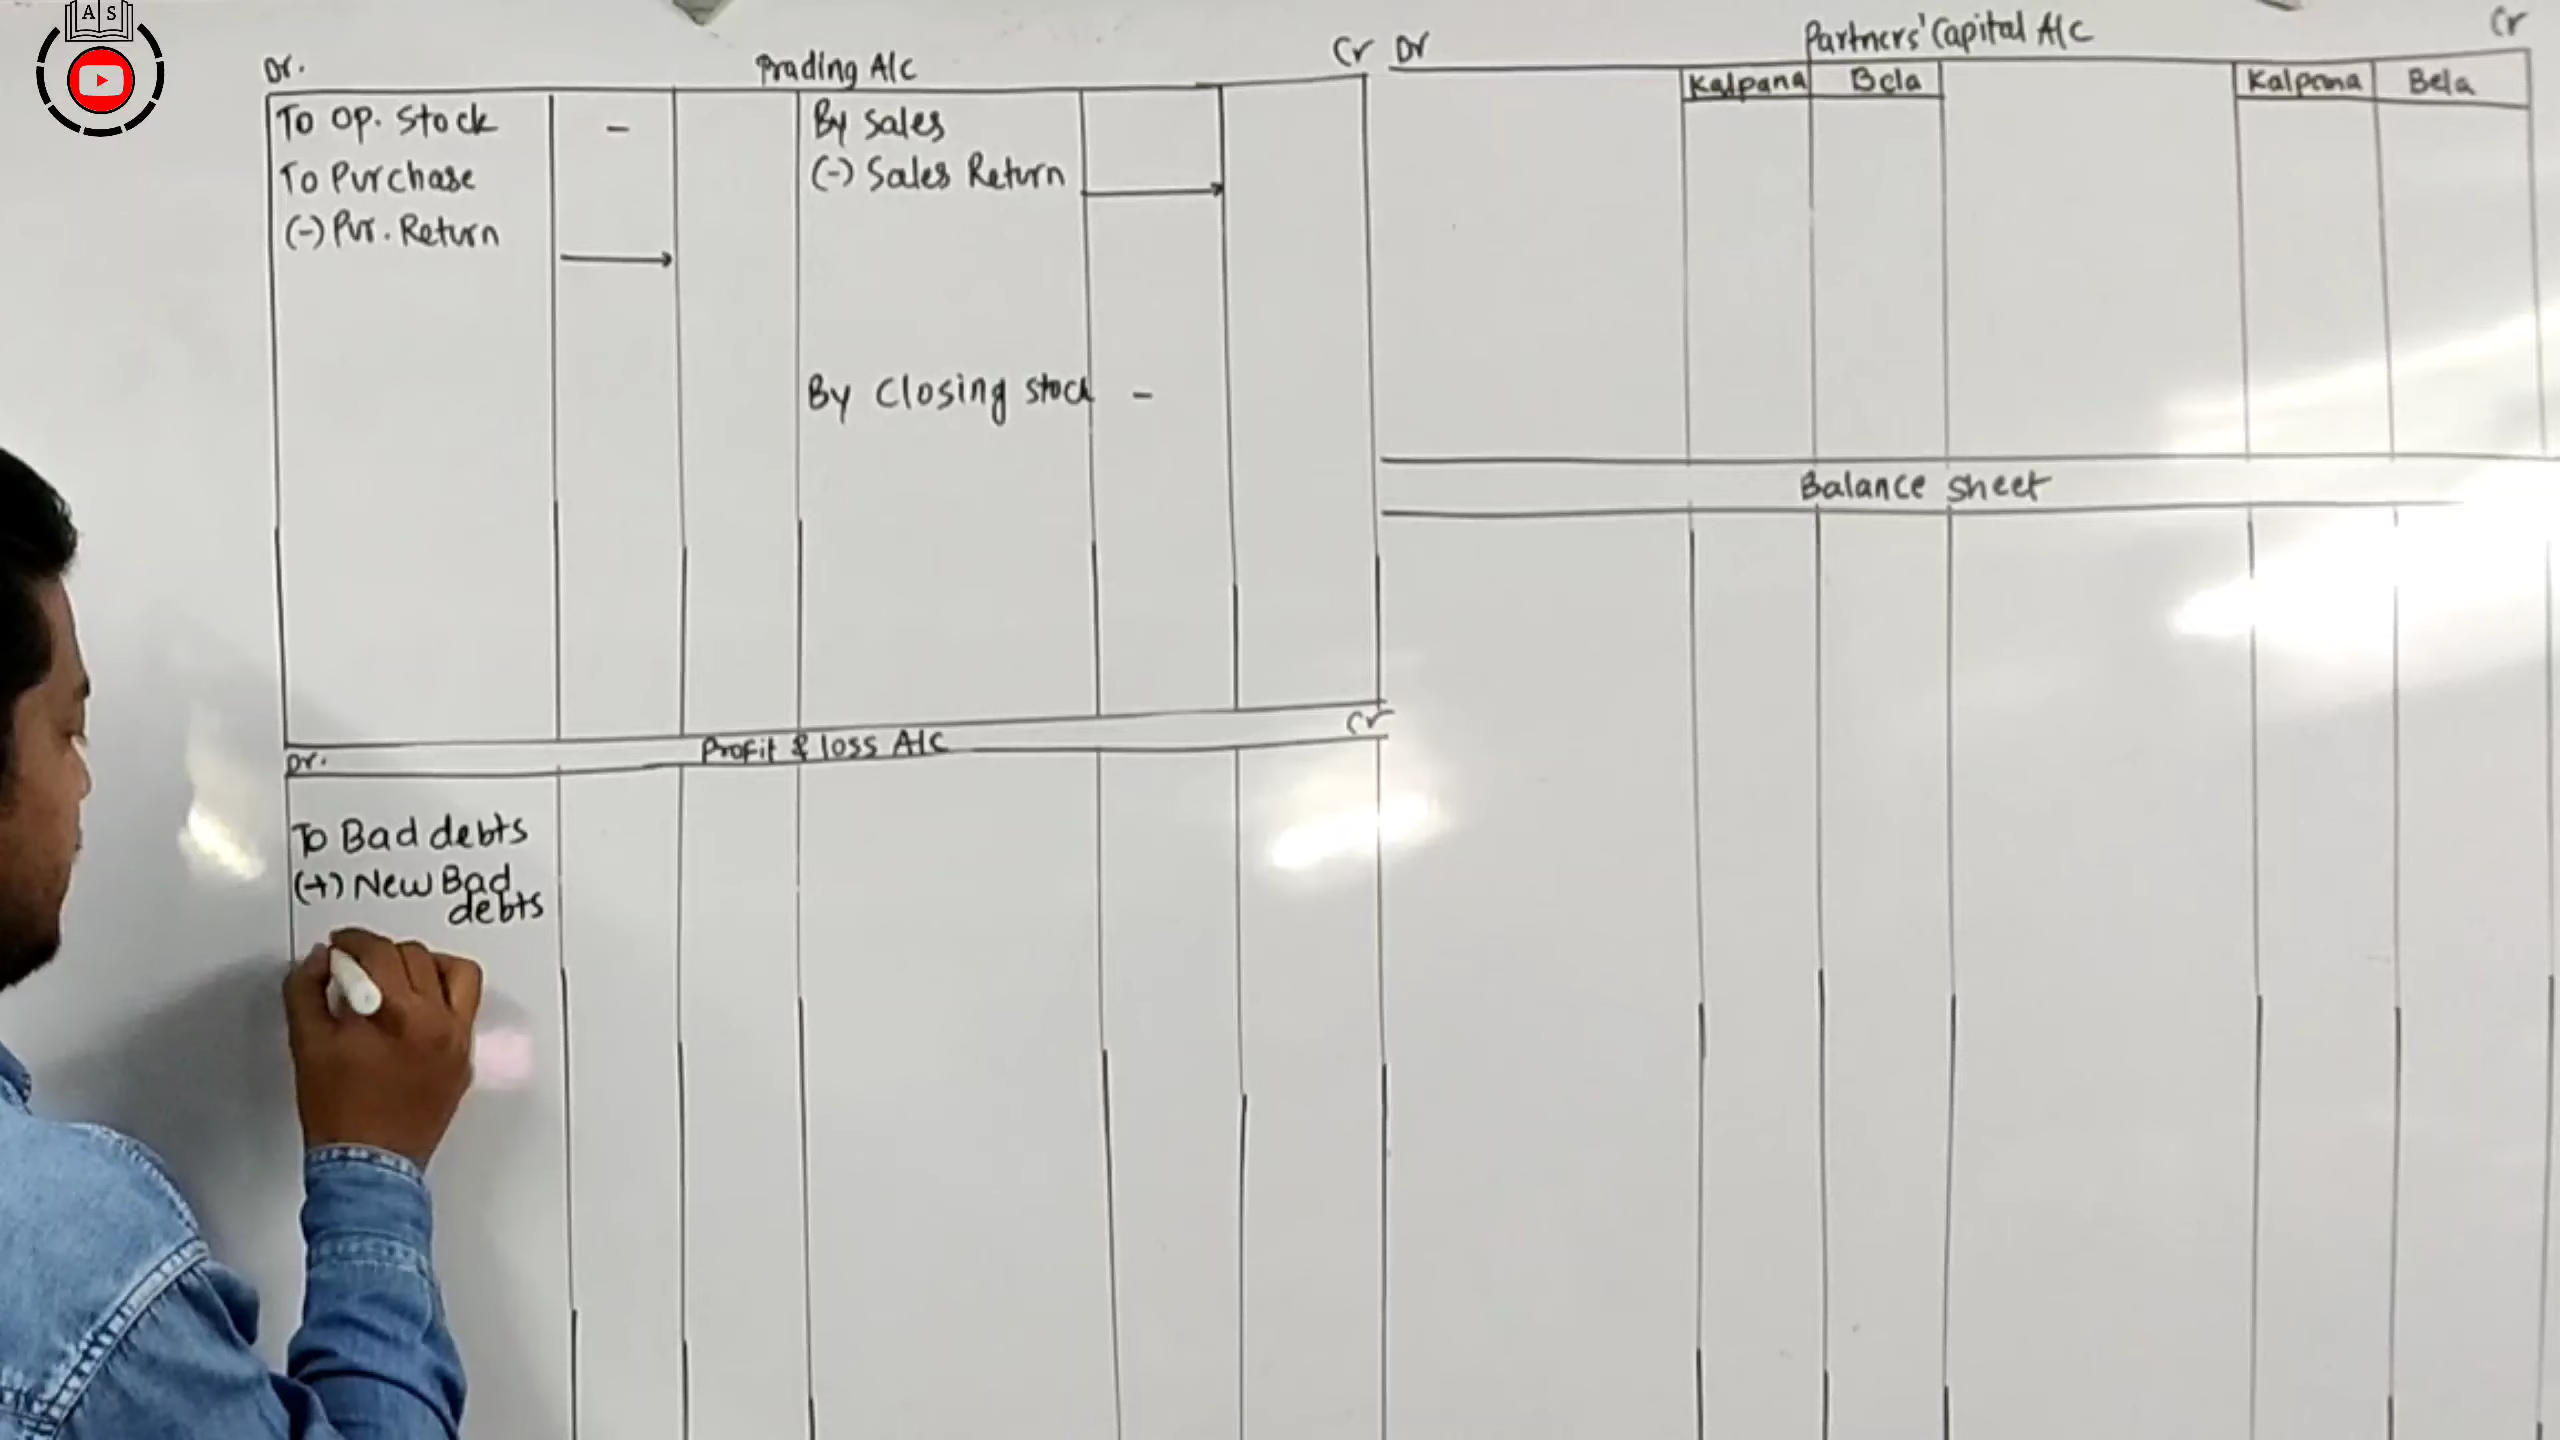 A S
Dr. Trading A/C Cr
To Op. Stock - By Sales
To Purchase (-) Sales Return
(-) Pur. Return
By Closing stock -
Dr. Profit & loss A/C Cr
To Bad debts
(+) New Bad
debts
Dr Partners' Capital A/C Cr
Kalpana Bela Kalpana Bela
Balance sheet